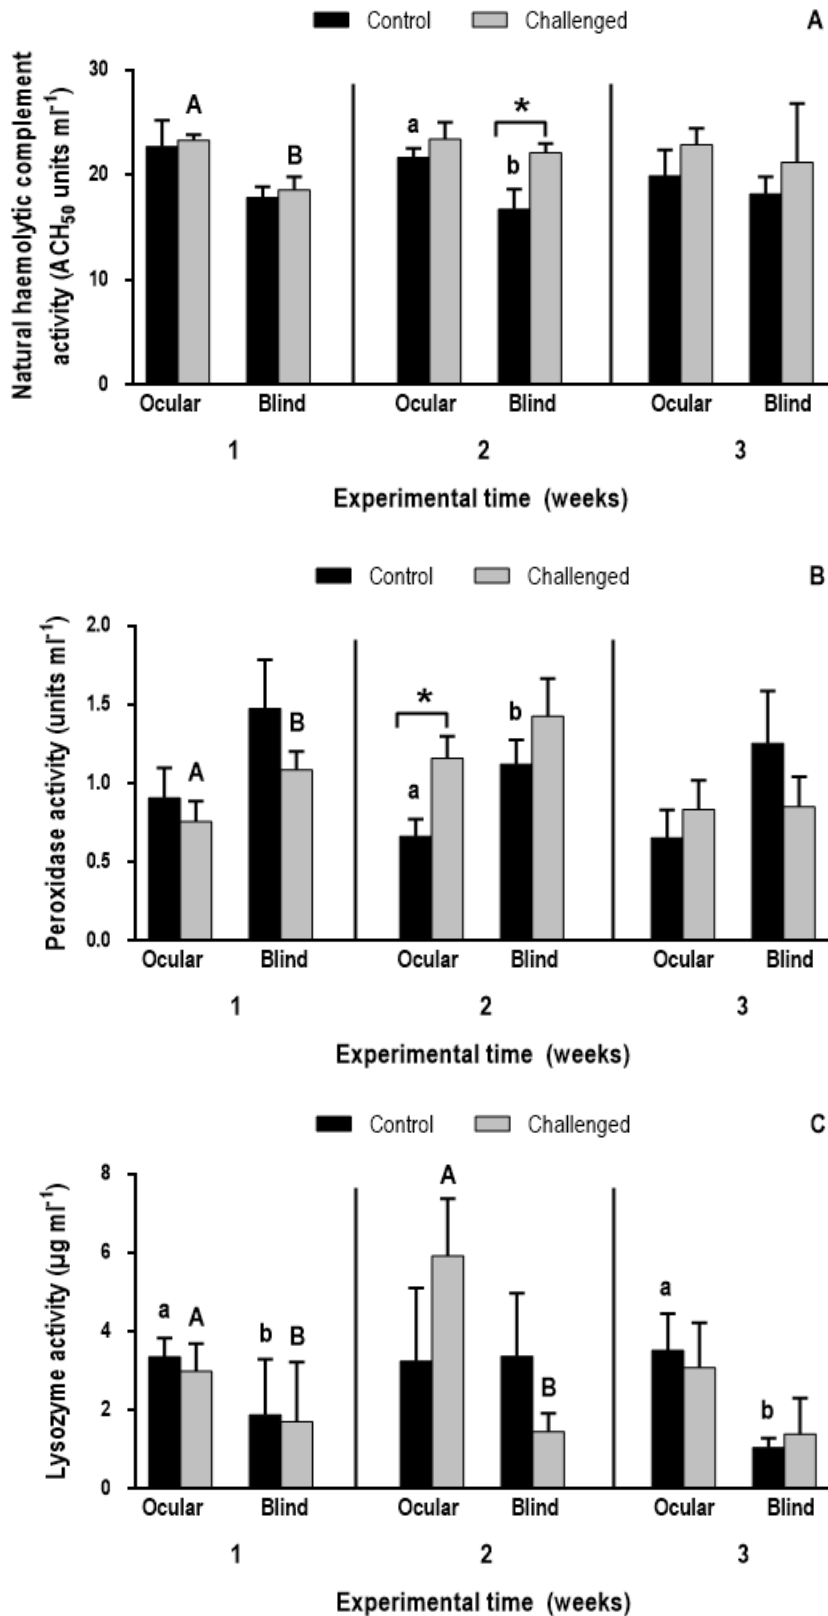 Control Challenged A
Natural haemolytic complement
activity (ACH50 units ml-1)
30
20
10
0
A
B
a
b
*
Ocular Blind Ocular Blind Ocular Blind
1 2 3
Experimental time (weeks)
Control Challenged B
Peroxidase activity (units ml-1)
2.0
1.5
1.0
0.5
0.0
A
B
*
a
b
Ocular Blind Ocular Blind Ocular Blind
1 2 3
Experimental time (weeks)
Control Challenged C
Lysozyme activity (µg ml-1)
8
6
4
2
0
a A b B
A
B
a
b
Ocular Blind Ocular Blind Ocular Blind
1 2 3
Experimental time (weeks)